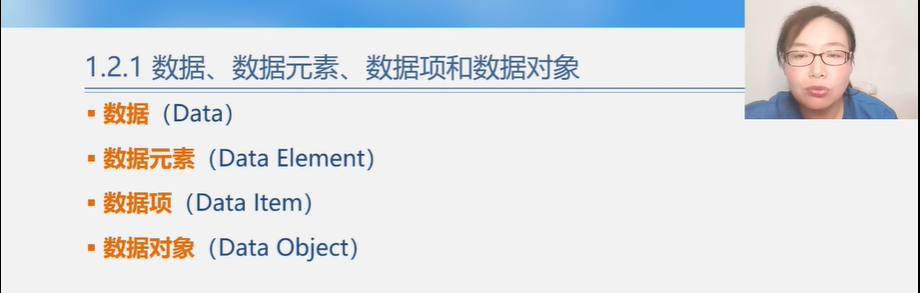 1.2.1 数据、数据元素、数据项和数据对象
▪ 数据（Data）
▪ 数据元素（Data Element）
▪ 数据项（Data Item）
▪ 数据对象（Data Object）